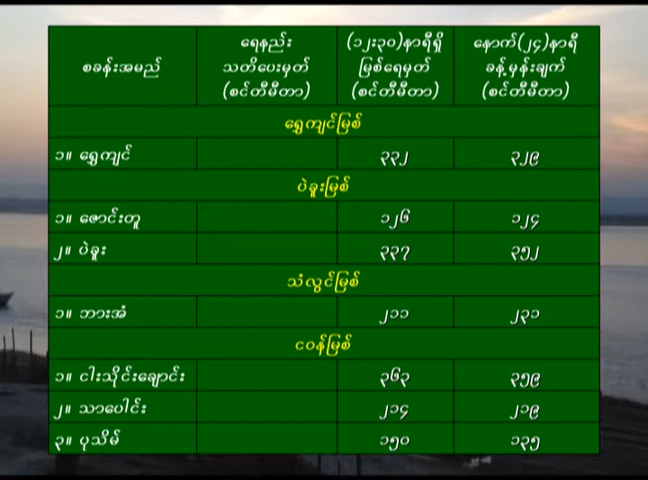 စခန်းအမည် ရေနည်း သတိပေးမှတ် (စင်တီမီတာ) (၁၂း၃၀)နာရီရှိ မြစ်ရေမှတ် (စင်တီမီတာ) နောက်(၂၄)နာရီ ခန့်မှန်းချက် (စင်တီမီတာ)
ရွှေကျင်မြစ်
၁။ ရွှေကျင် ၃၃၂ ၃၂၉
ပဲခူးမြစ်
၁။ ဇောင်းတူ ၁၂၆ ၁၂၄
၂။ ပဲခူး ၃၃၇ ၃၅၂
သံလွင်မြစ်
၁။ ဘားအံ ၂၁၁ ၂၃၁
ငဝန်မြစ်
၁။ ငါးသိုင်းချောင်း ၃၆၃ ၃၅၉
၂။ သာပေါင်း ၂၁၄ ၂၁၉
၃။ ပုသိမ် ၁၅၀ ၁၃၅